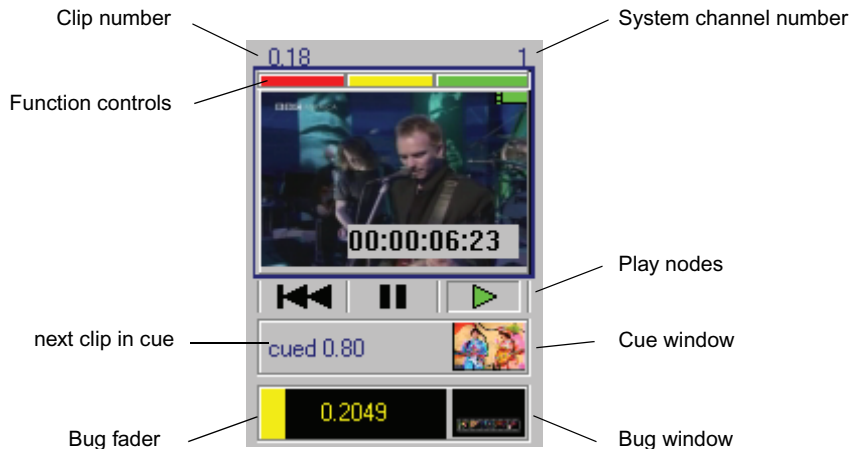 Clip number
System channel number
0.18
1
Function controls
BBC
00:00:06:23
Play nodes
next clip in cue
cued 0.80
Cue window
0.2049
Bug fader
Bug window